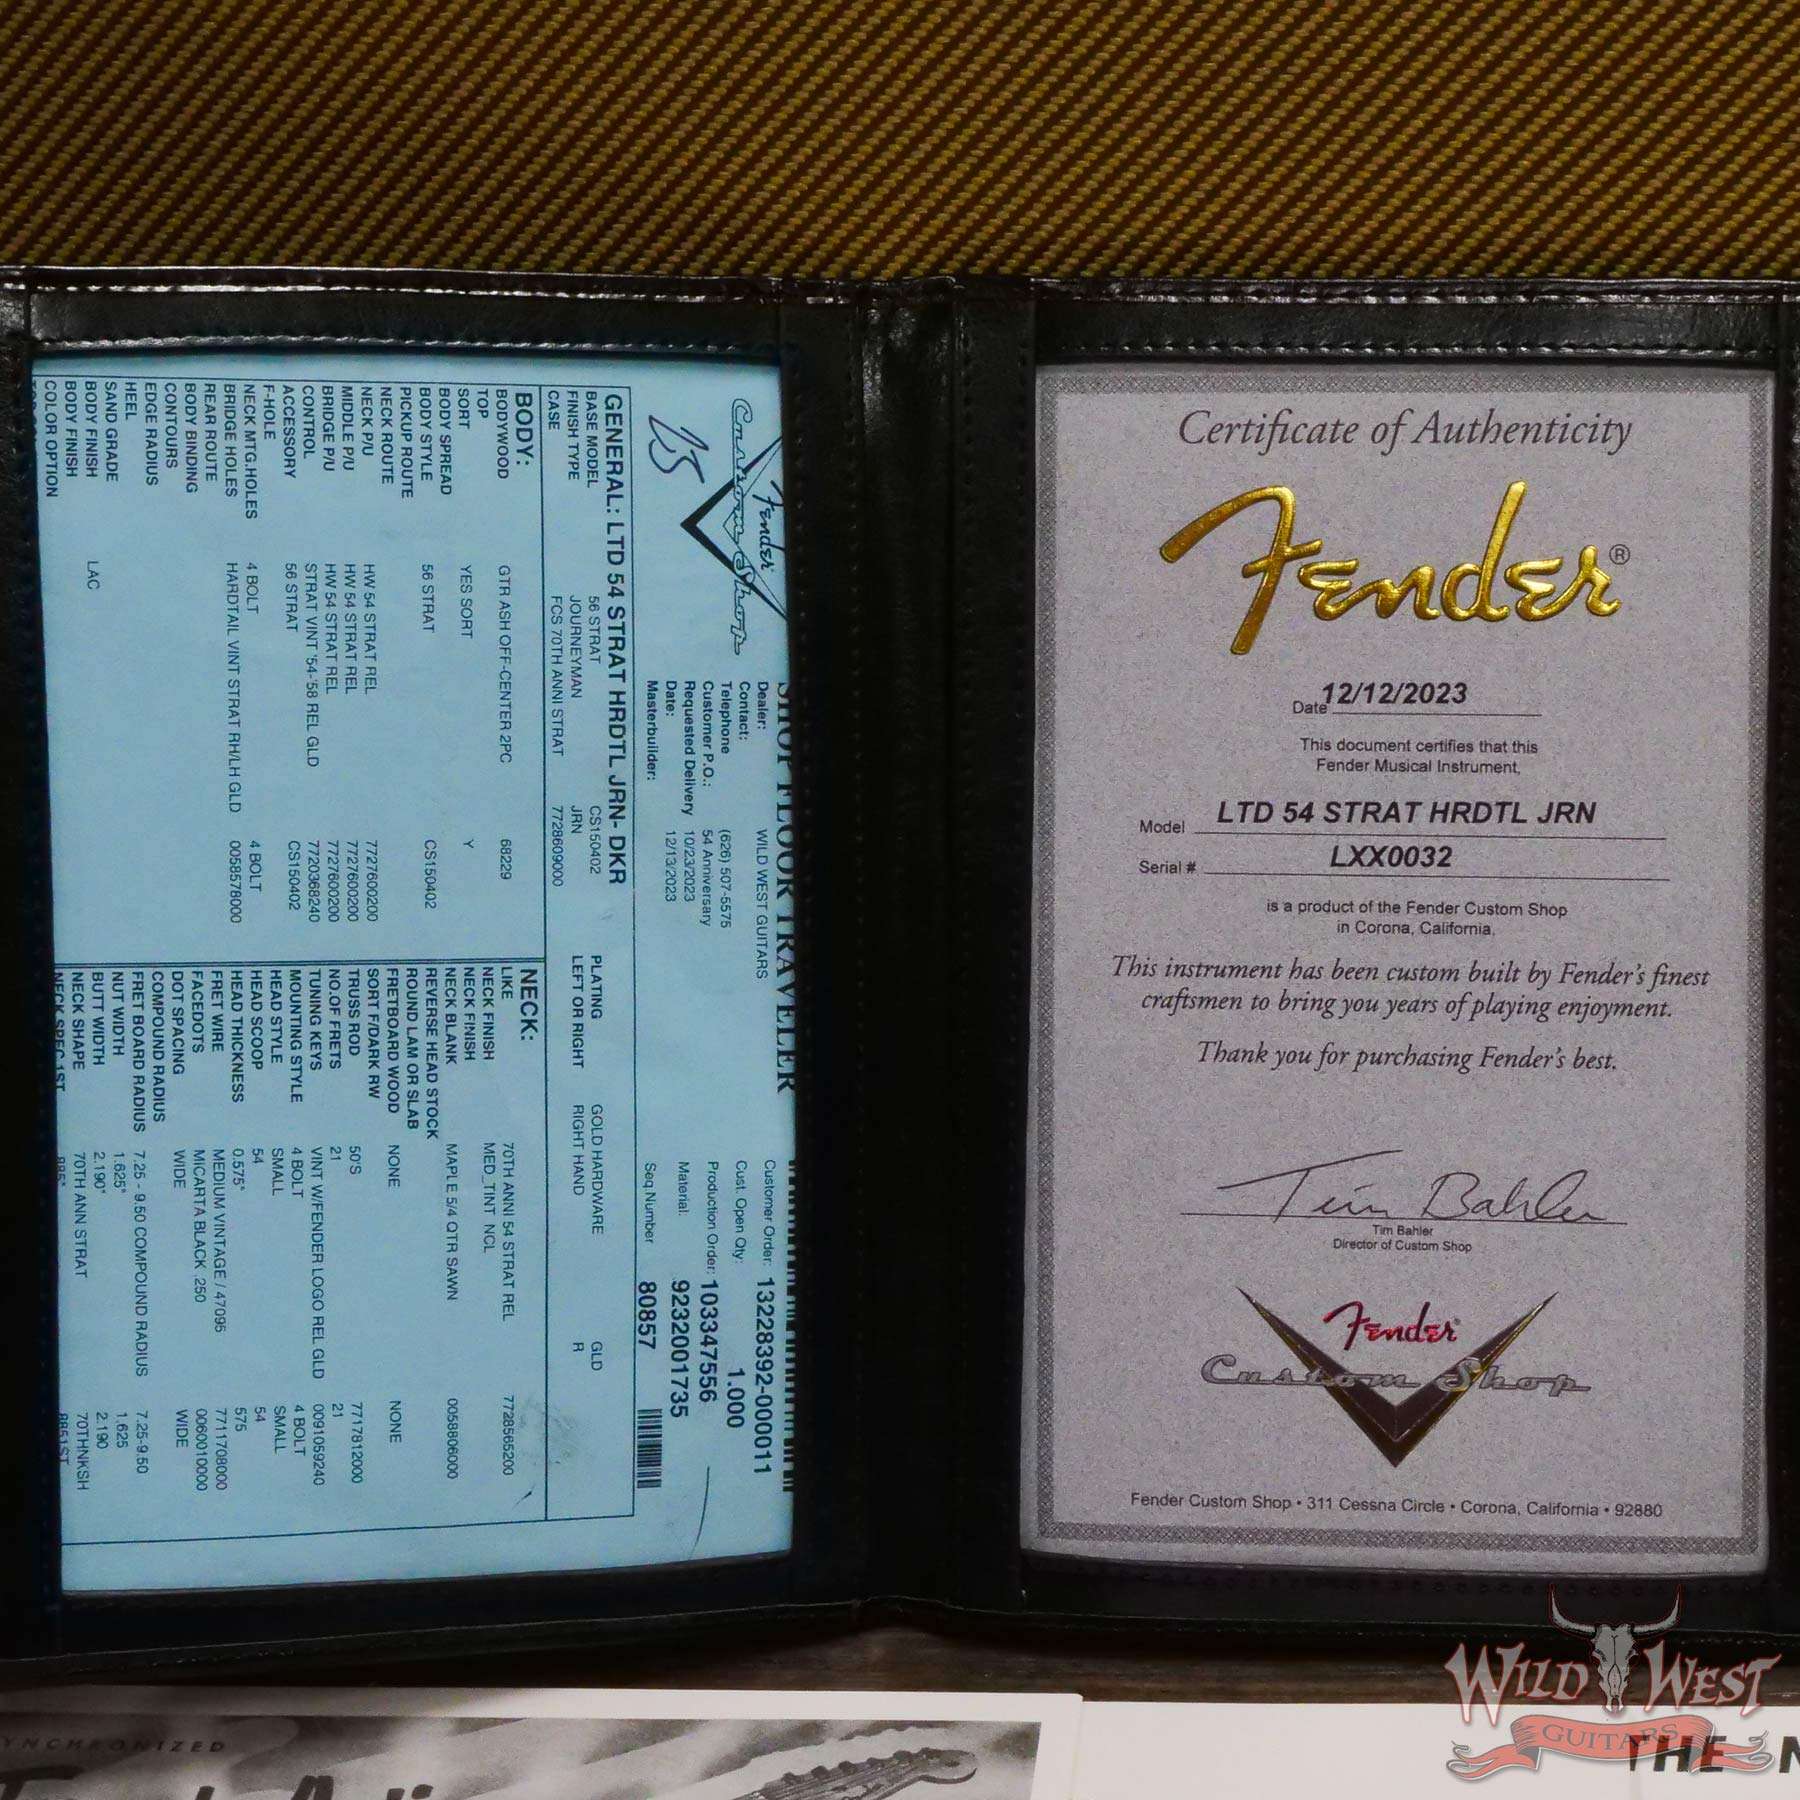 Fender
Custom Shop
SHOP FLOOR TRAVELER
Dealer: WILD WEST GUITARS
Contact:
Telephone (626) 507-5575
Customer P.O.: 54 Anniversary
Requested Delivery 10/23/2023
Date: 12/13/2023
Masterbuilder:
Customer Order: 13228392-000011
Cust. Open Qty: 1.000
Production Order: 103347556
Material: 9232001735
Seq Number 80857
GENERAL: LTD 54 STRAT HRDTL JRN- DKR
BASE MODEL 56 STRAT CS150402 PLATING GOLD HARDWARE GLD
FINISH TYPE JOURNEYMAN JRN LEFT OR RIGHT RIGHT HAND R
CASE FCS 70TH ANNI STRAT 7728609000
BODY:
BODYWOOD GTR ASH OFF-CENTER 2PC 68229
TOP
SORT YES SORT Y
BODY SPREAD
BODY STYLE 56 STRAT CS150402
PICKUP ROUTE
NECK ROUTE
NECK P/U HW 54 STRAT REL 7727600200
MIDDLE P/U HW 54 STRAT REL 7727600200
BRIDGE P/U HW 54 STRAT REL 7727600200
CONTROL STRAT VINT '54-'58 REL GLD 7720368240
ACCESSORY 56 STRAT CS150402
F-HOLE
NECK MTG.HOLES 4 BOLT 4 BOLT
BRIDGE HOLES HARDTAIL VINT STRAT RH/LH GLD 0058578000
REAR ROUTE
BODY BINDING
CONTOURS
EDGE RADIUS
HEEL
SAND GRADE
BODY FINISH LAC
BODY FINISH
COLOR OPTION
NECK:
LIKE 70TH ANNI 54 STRAT REL 7728565200
NECK FINISH MED_TINT NCL
NECK FINISH
NECK BLANK MAPLE 5/4 QTR SAWN 0058806000
REVERSE HEAD STOCK
ROUND LAM OR SLAB
FRETBOARD WOOD NONE NONE
SORT F/DARK RW
TRUSS ROD 50'S 7717812000
NO.OF FRETS 21 21
TUNING KEYS VINT W/FENDER LOGO REL GLD 0091059240
MOUNTING STYLE 4 BOLT 4 BOLT
HEAD STYLE SMALL SMALL
HEAD SCOOP 54 54
HEAD THICKNESS 0.575" 575
FRET WIRE MEDIUM VINTAGE / 47095 7711708000
FACEDOTS MICARTA BLACK .250 0060010000
DOT SPACING WIDE WIDE
COMPOUND RADIUS
FRET BOARD RADIUS 7.25 - 9.50 COMPOUND RADIUS 7.25-9.50
NUT WIDTH 1.625" 1.625
BUTT WIDTH 2.190" 2.190
NECK SHAPE 70TH ANN STRAT 70THNKSH
NECK SPEC 1ST
Certificate of Authenticity
Fender®
Date 12/12/2023
This document certifies that this
Fender Musical Instrument,
Model LTD 54 STRAT HRDTL JRN
Serial # LXX0032
is a product of the Fender Custom Shop
in Corona, California.
This instrument has been custom built by Fender's finest
craftsmen to bring you years of playing enjoyment.
Thank you for purchasing Fender's best.
Tim Bahler
Tim Bahler
Director of Custom Shop
Fender
Custom Shop
Fender Custom Shop • 311 Cessna Circle • Corona, California • 92880
YNCHRONIZED
THE
WILD WEST
GUITARS